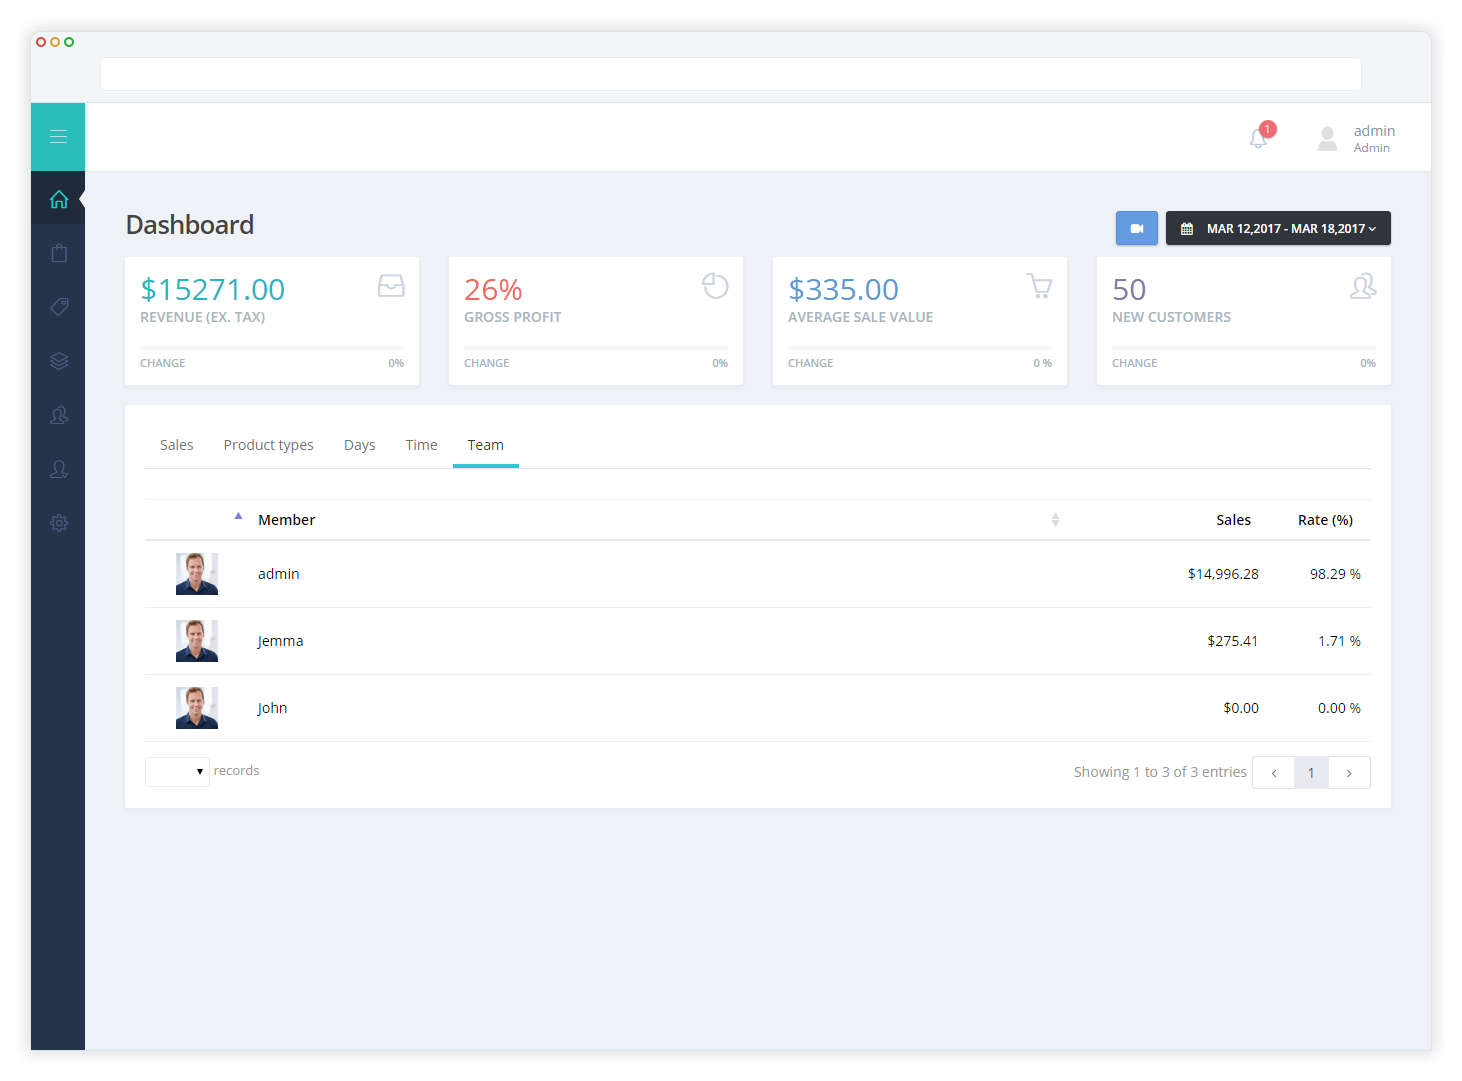 1
admin
Admin
Dashboard
MAR 12,2017 - MAR 18,2017
$15271.00
REVENUE (EX. TAX)
CHANGE 0%
26%
GROSS PROFIT
CHANGE 0%
$335.00
AVERAGE SALE VALUE
CHANGE 0 %
50
NEW CUSTOMERS
CHANGE 0%
Sales Product types Days Time Team
Member Sales Rate (%)
admin $14,996.28 98.29 %
Jemma $275.41 1.71 %
John $0.00 0.00 %
records Showing 1 to 3 of 3 entries 1